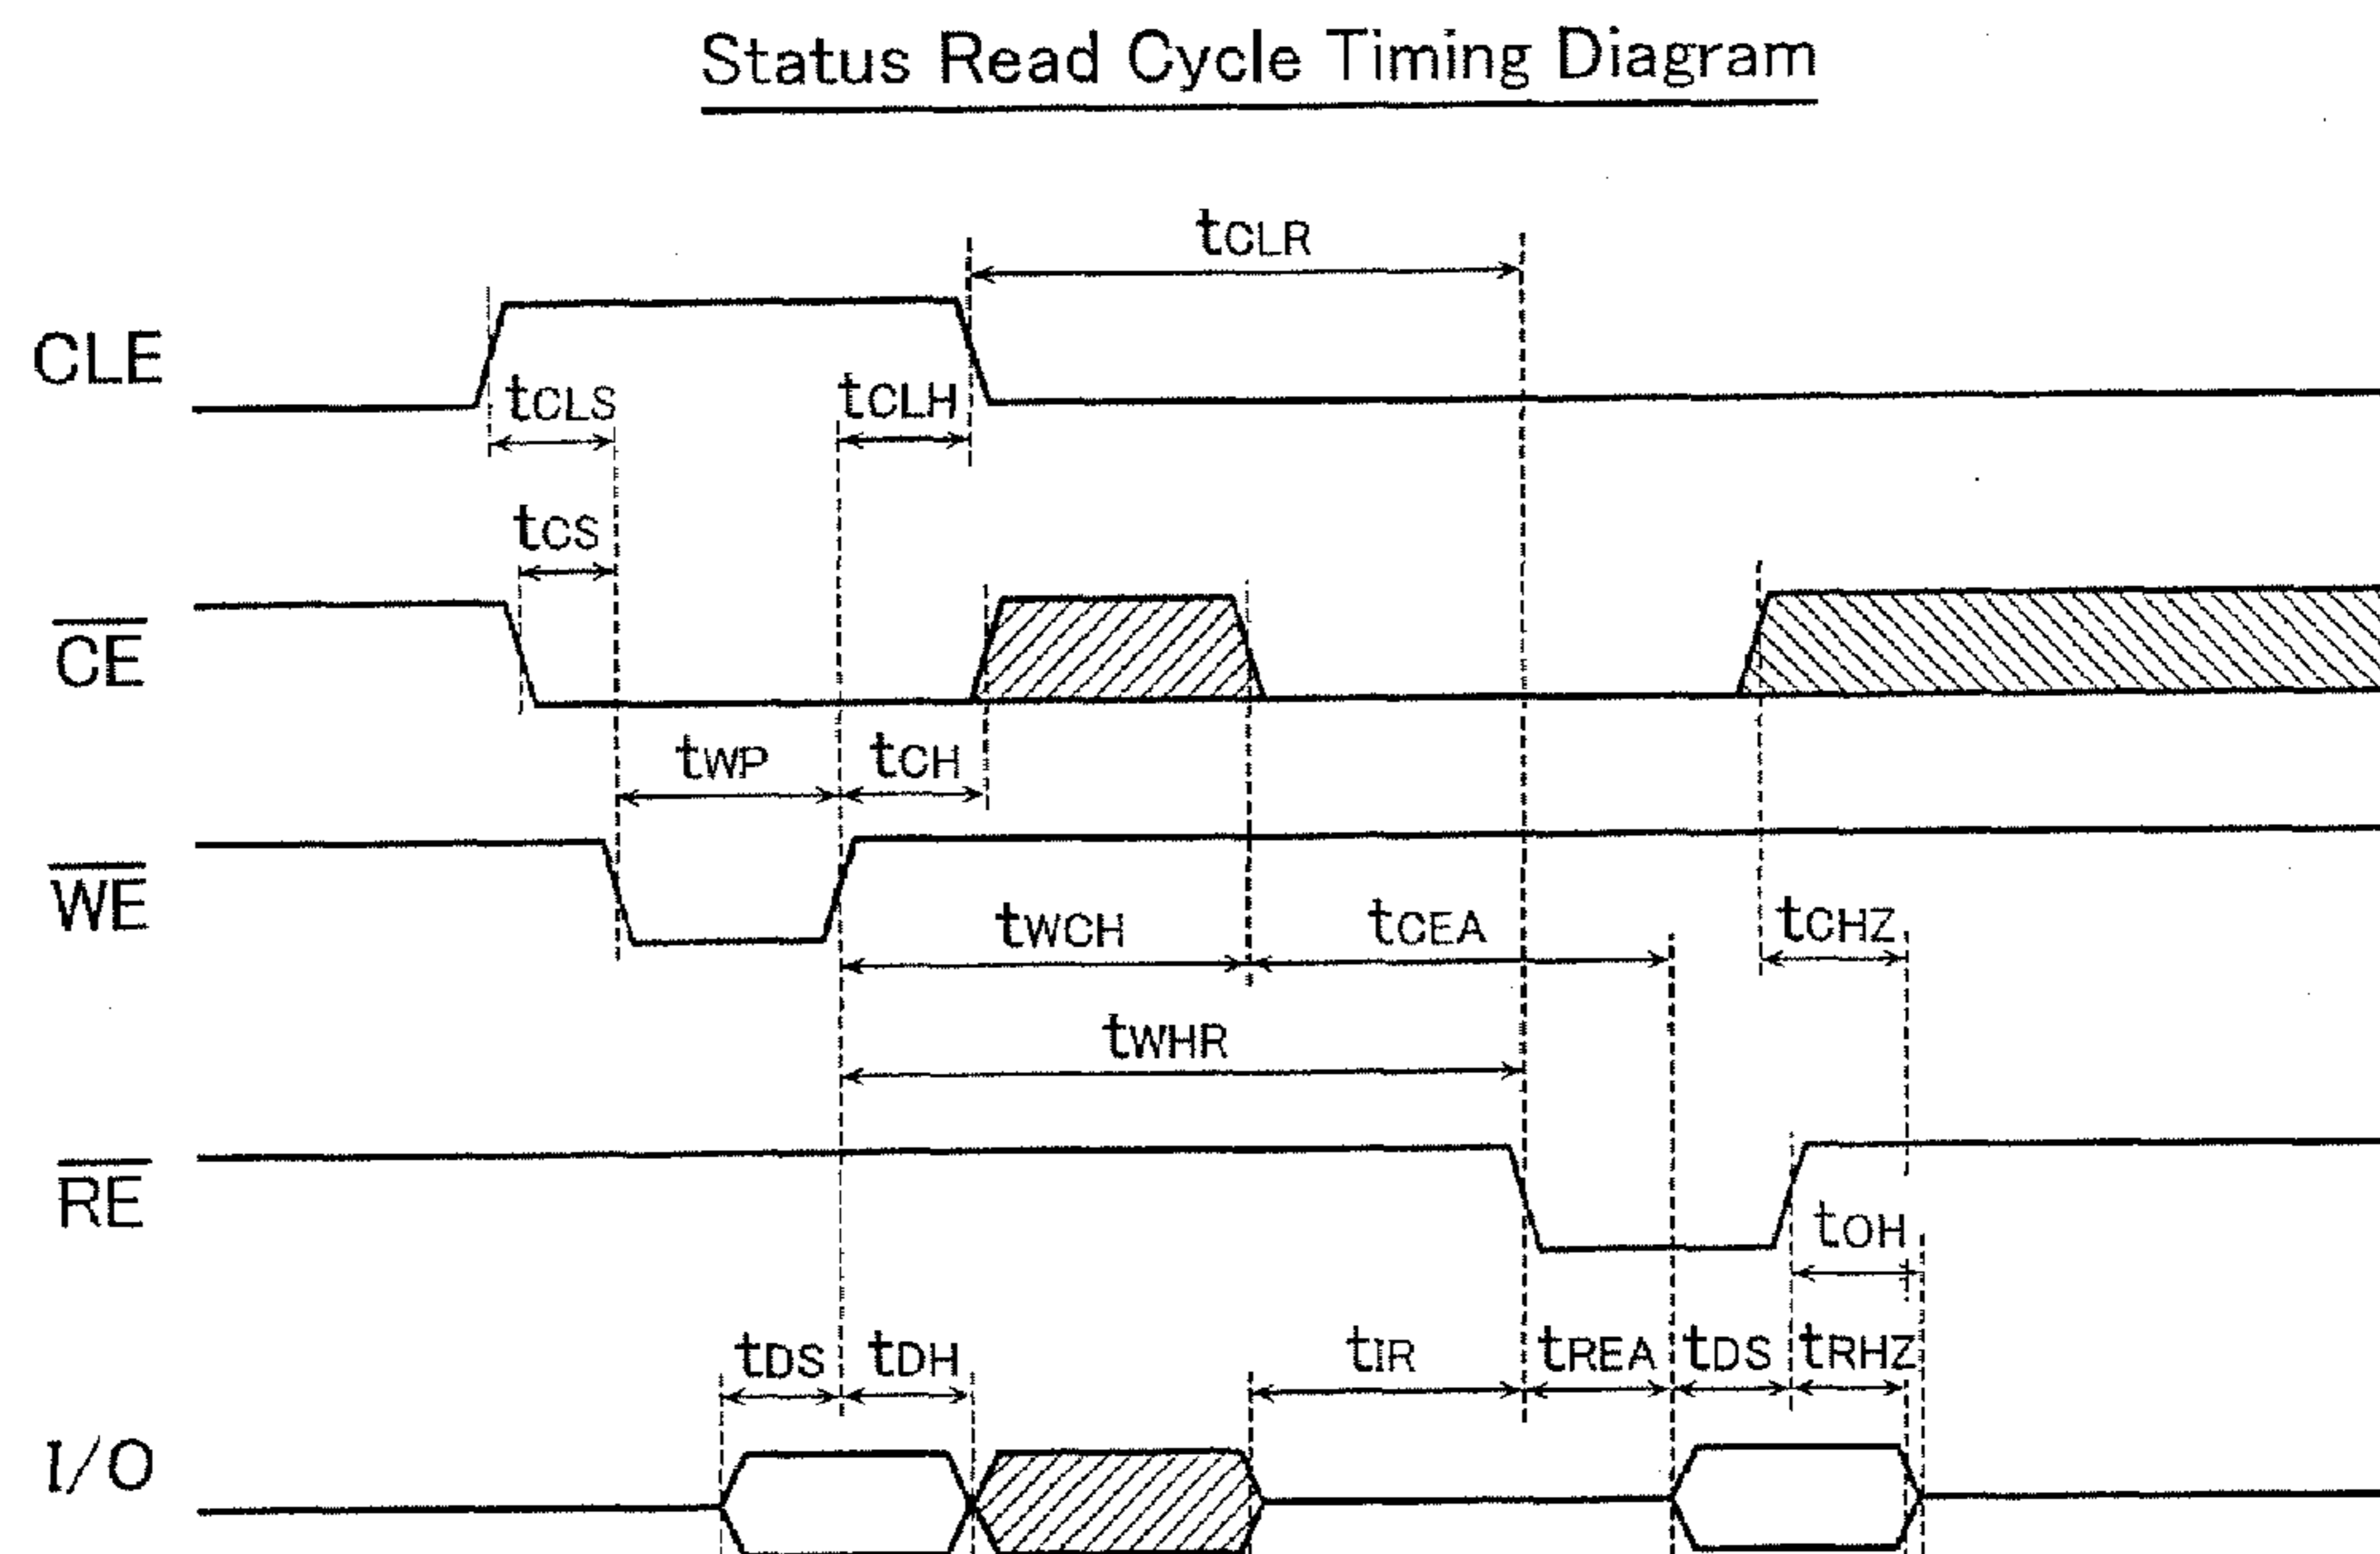 Status Read Cycle Timing Diagram
tCLR
CLE
tCLS
tCLH
tCS
CE
tWP
tCH
WE
tWCH
tCEA
tCHZ
tWHR
RE
tOH
tDS
tDH
tIR
tREA
tDS
tRHZ
I/O